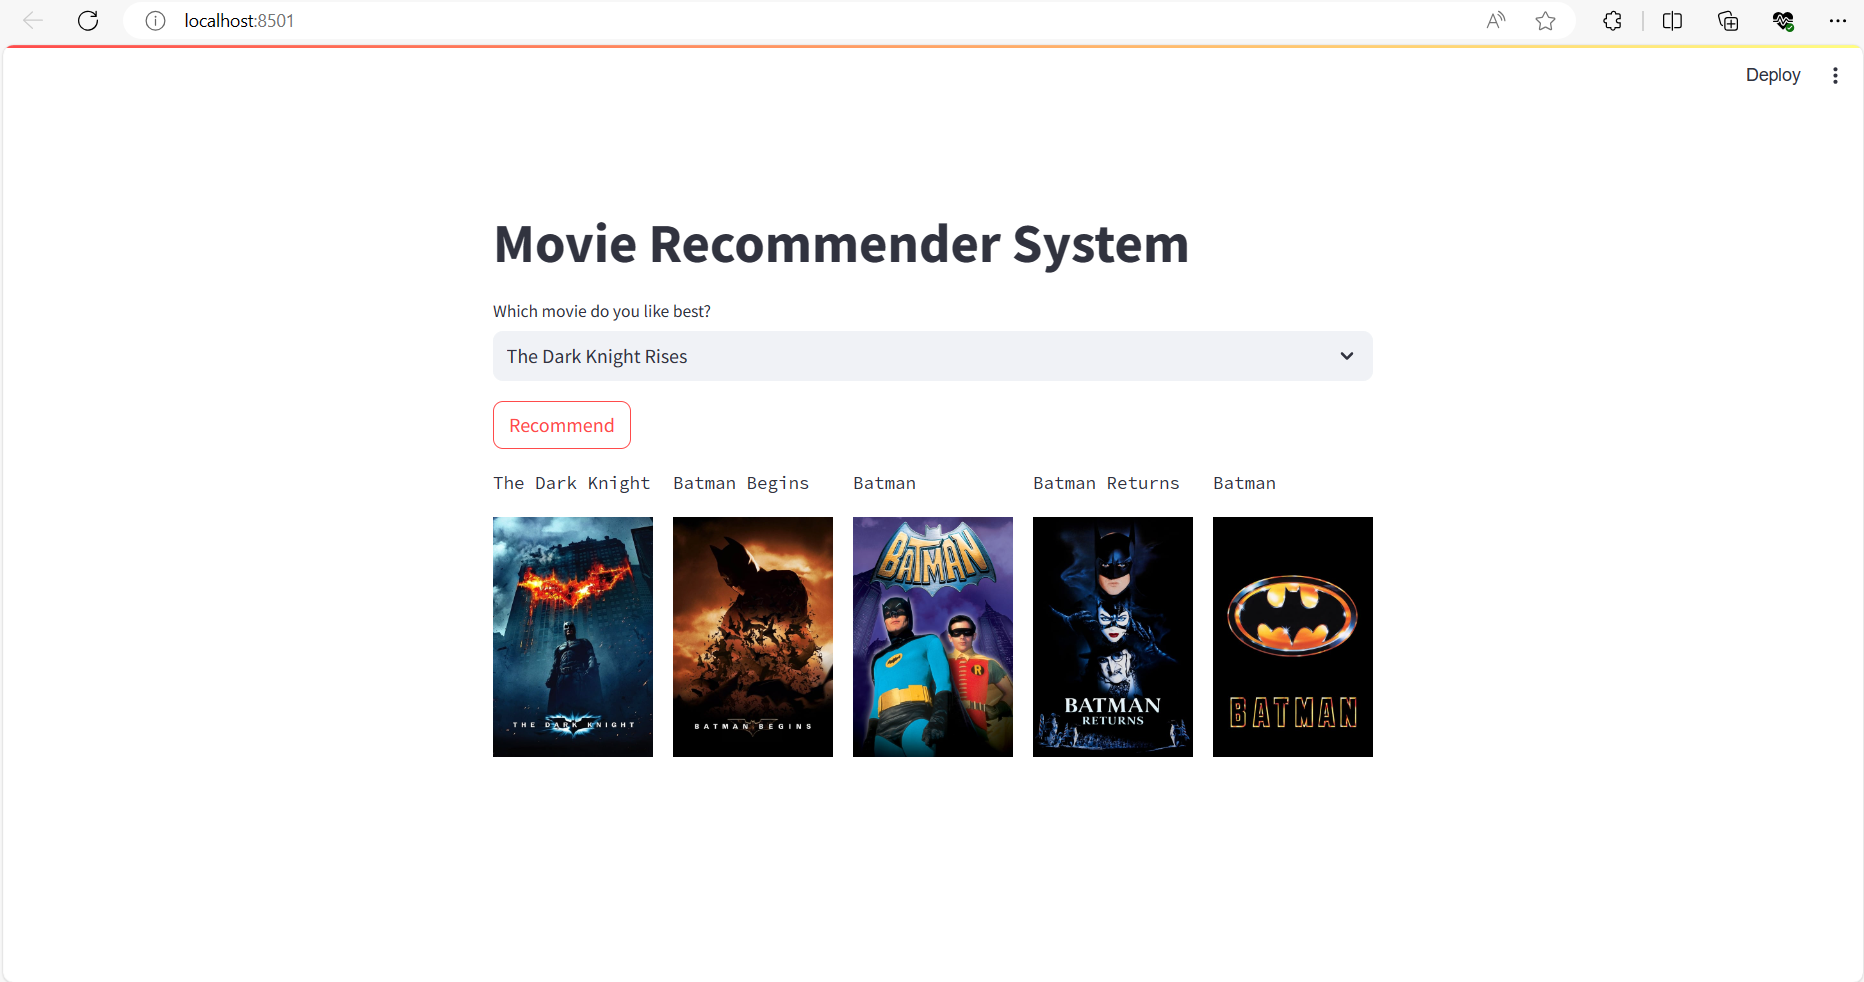 localhost:8501
Deploy
Movie Recommender System
Which movie do you like best?
The Dark Knight Rises
Recommend
The Dark Knight
Batman Begins
Batman
Batman Returns
Batman
THE DARK KNIGHT
BATMAN BEGINS
BATMAN
R
BATMAN
RETURNS
BATMAN